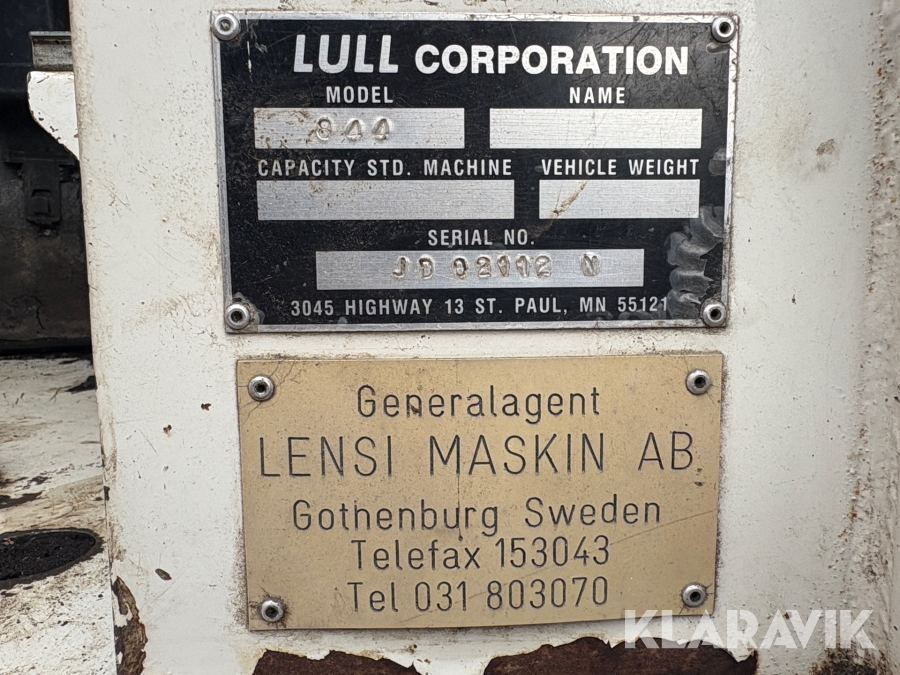 LULL CORPORATION
MODEL NAME
844
CAPACITY STD. MACHINE VEHICLE WEIGHT
SERIAL NO.
JD 02112 N
3045 HIGHWAY 13 ST. PAUL, MN 55121
Generalagent
LENSI MASKIN AB
Gothenburg Sweden
Telefax 153043
Tel 031 803070
KLARAVIK